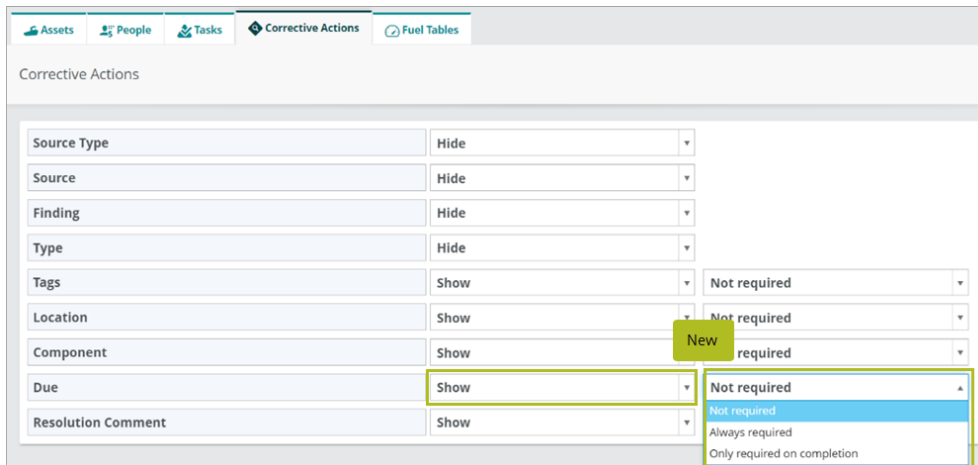 Assets People Tasks Corrective Actions Fuel Tables
Corrective Actions
Source Type Hide
Source Hide
Finding Hide
Type Hide
Tags Show Not required
Location Show Not required
New
Component Show required
Due Show Not required
Not required
Resolution Comment Show
Always required
Only required on completion